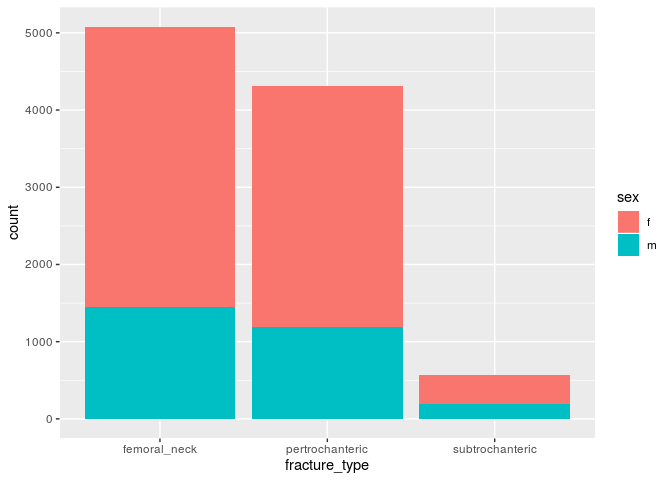 5000
4000
3000
2000
1000
0
count
femoral_neck
pertrochanteric
subtrochanteric
fracture_type
sex
f
m